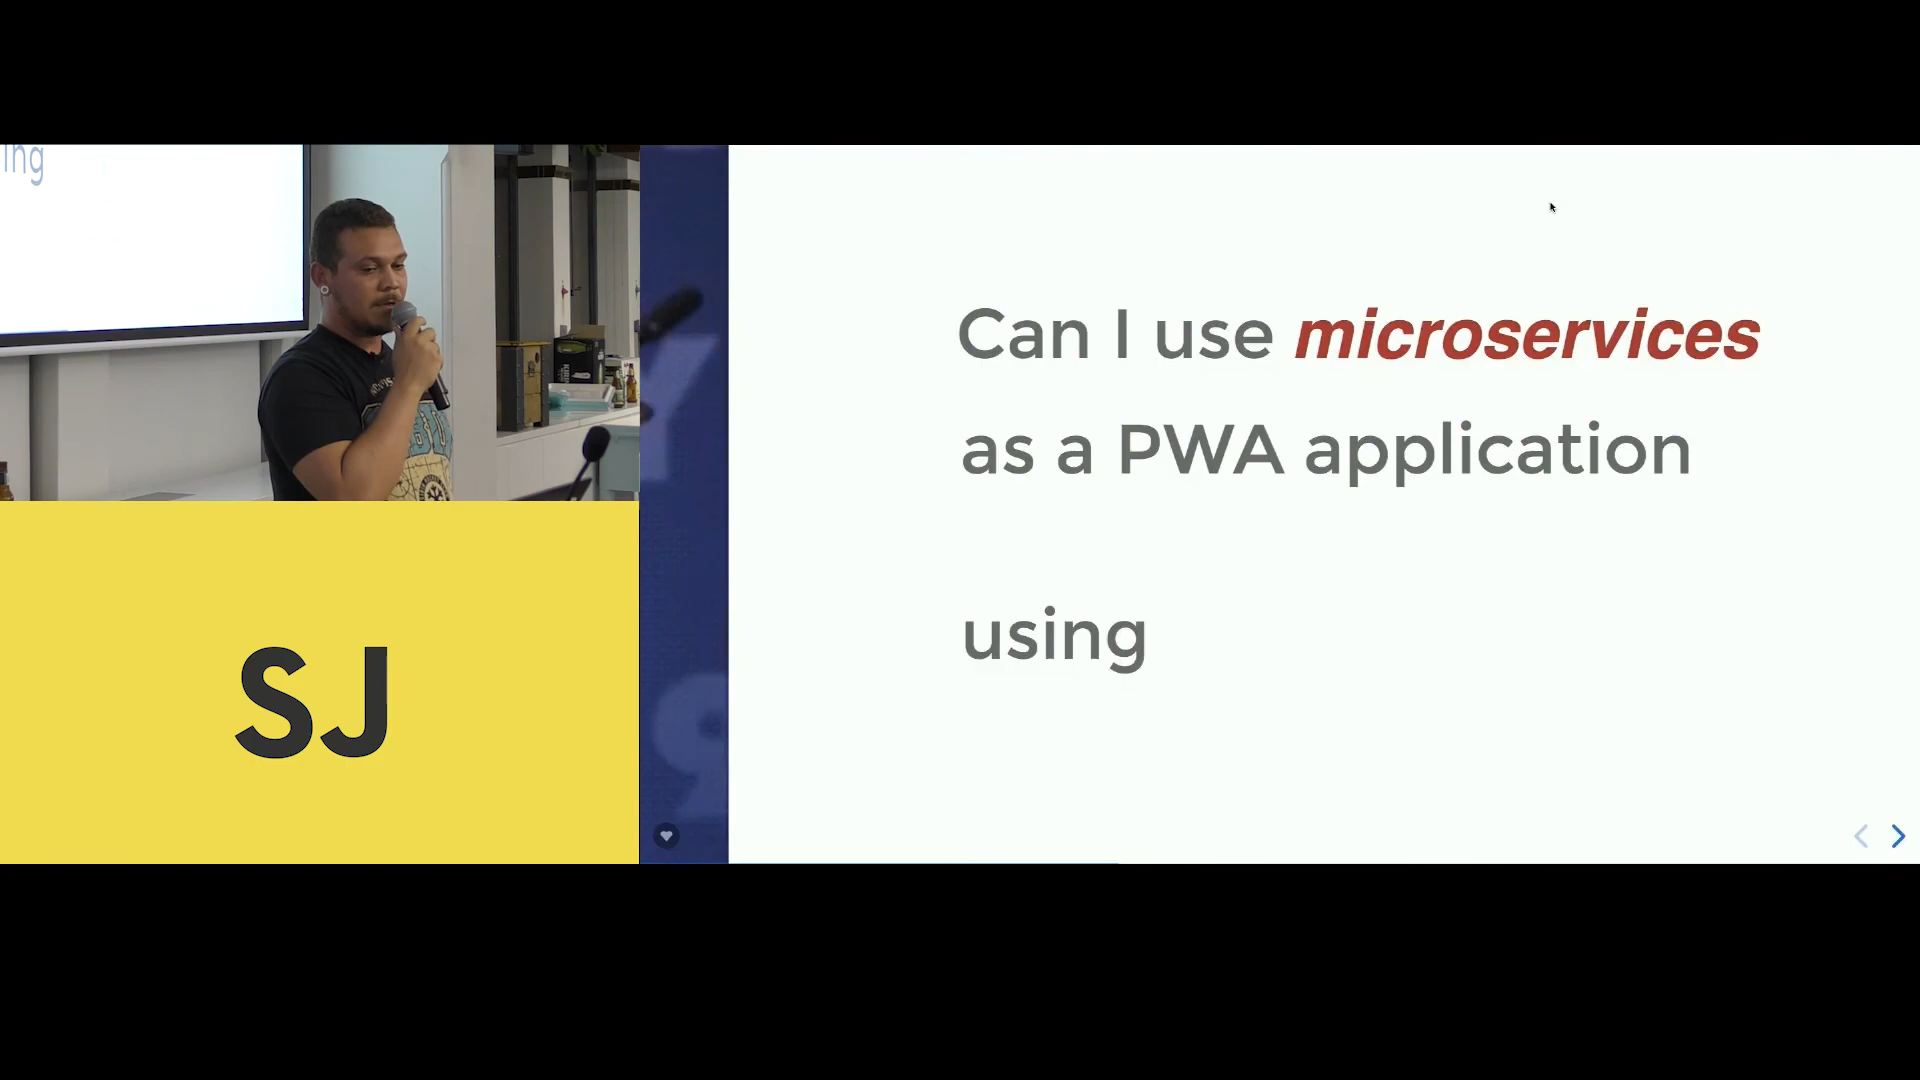 ing
SJ
Can I use microservices
as a PWA application
using